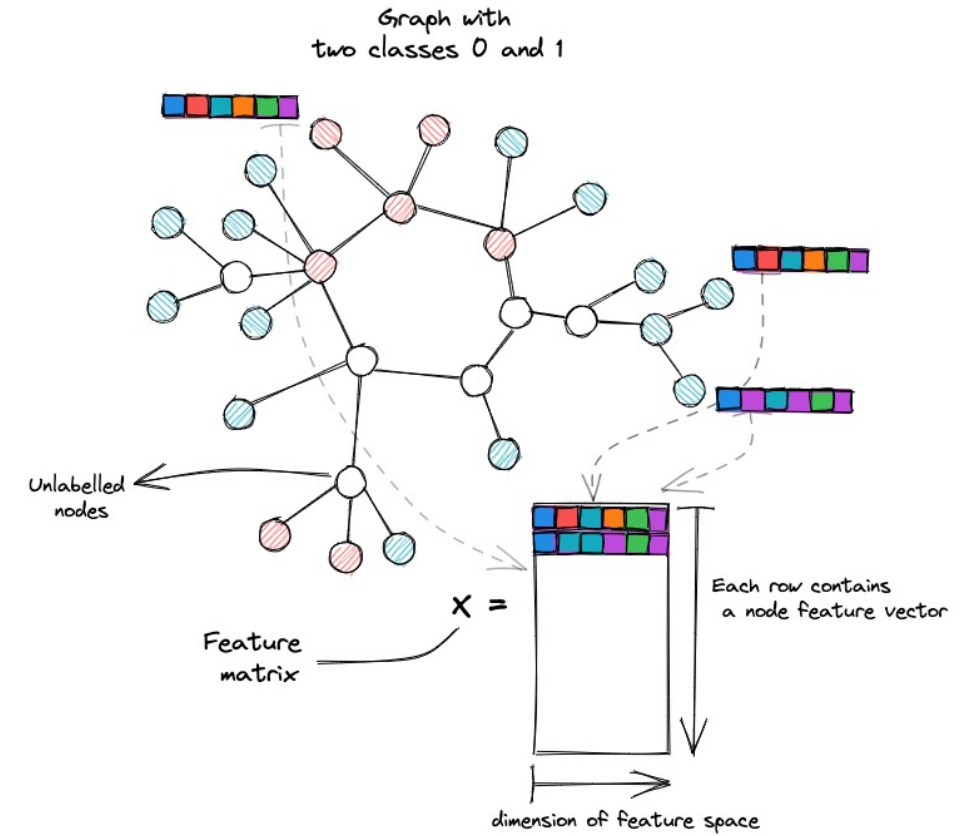 Graph with
two classes 0 and 1
Unlabelled
nodes
X =
Feature
matrix
Each row contains
a node feature vector
dimension of feature space